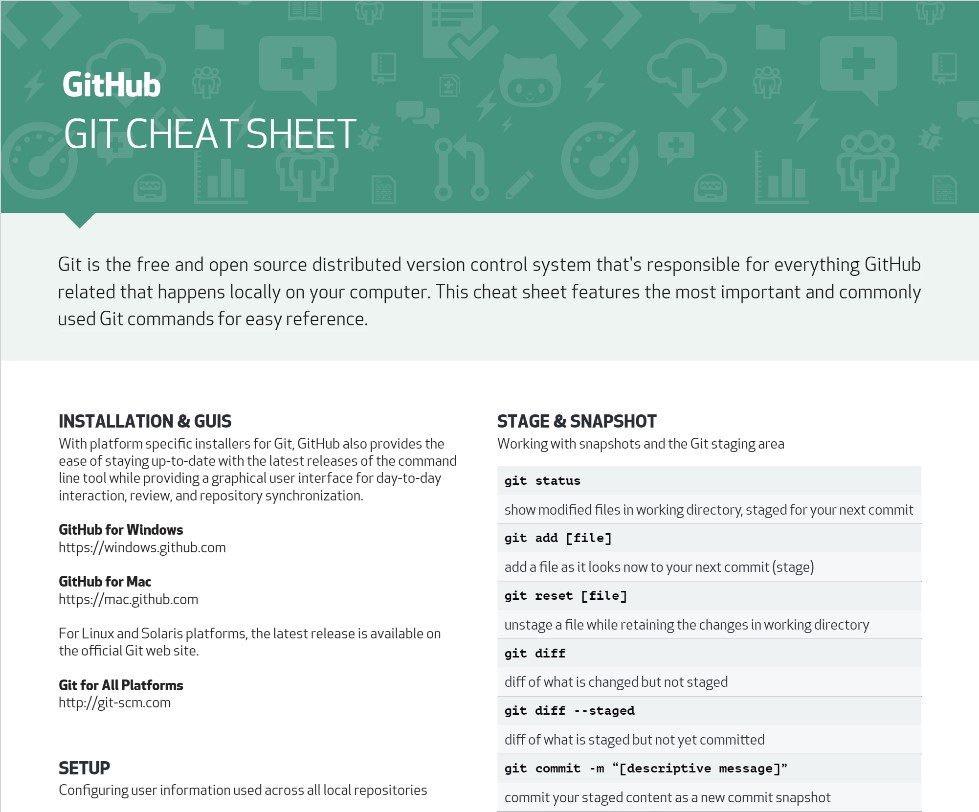 GitHub
GIT CHEAT SHEET
Git is the free and open source distributed version control system that's responsible for everything GitHub
related that happens locally on your computer. This cheat sheet features the most important and commonly
used Git commands for easy reference.
INSTALLATION & GUIS
With platform specific installers for Git, GitHub also provides the
ease of staying up-to-date with the latest releases of the command
line tool while providing a graphical user interface for day-to-day
interaction, review, and repository synchronization.
GitHub for Windows
https://windows.github.com
GitHub for Mac
https://mac.github.com
For Linux and Solaris platforms, the latest release is available on
the official Git web site.
Git for All Platforms
http://git-scm.com
SETUP
Configuring user information used across all local repositories
STAGE & SNAPSHOT
Working with snapshots and the Git staging area
git status
show modified files in working directory, staged for your next commit
git add [file]
add a file as it looks now to your next commit (stage)
git reset [file]
unstage a file while retaining the changes in working directory
git diff
diff of what is changed but not staged
git diff --staged
diff of what is staged but not yet committed
git commit -m “[descriptive message]”
commit your staged content as a new commit snapshot